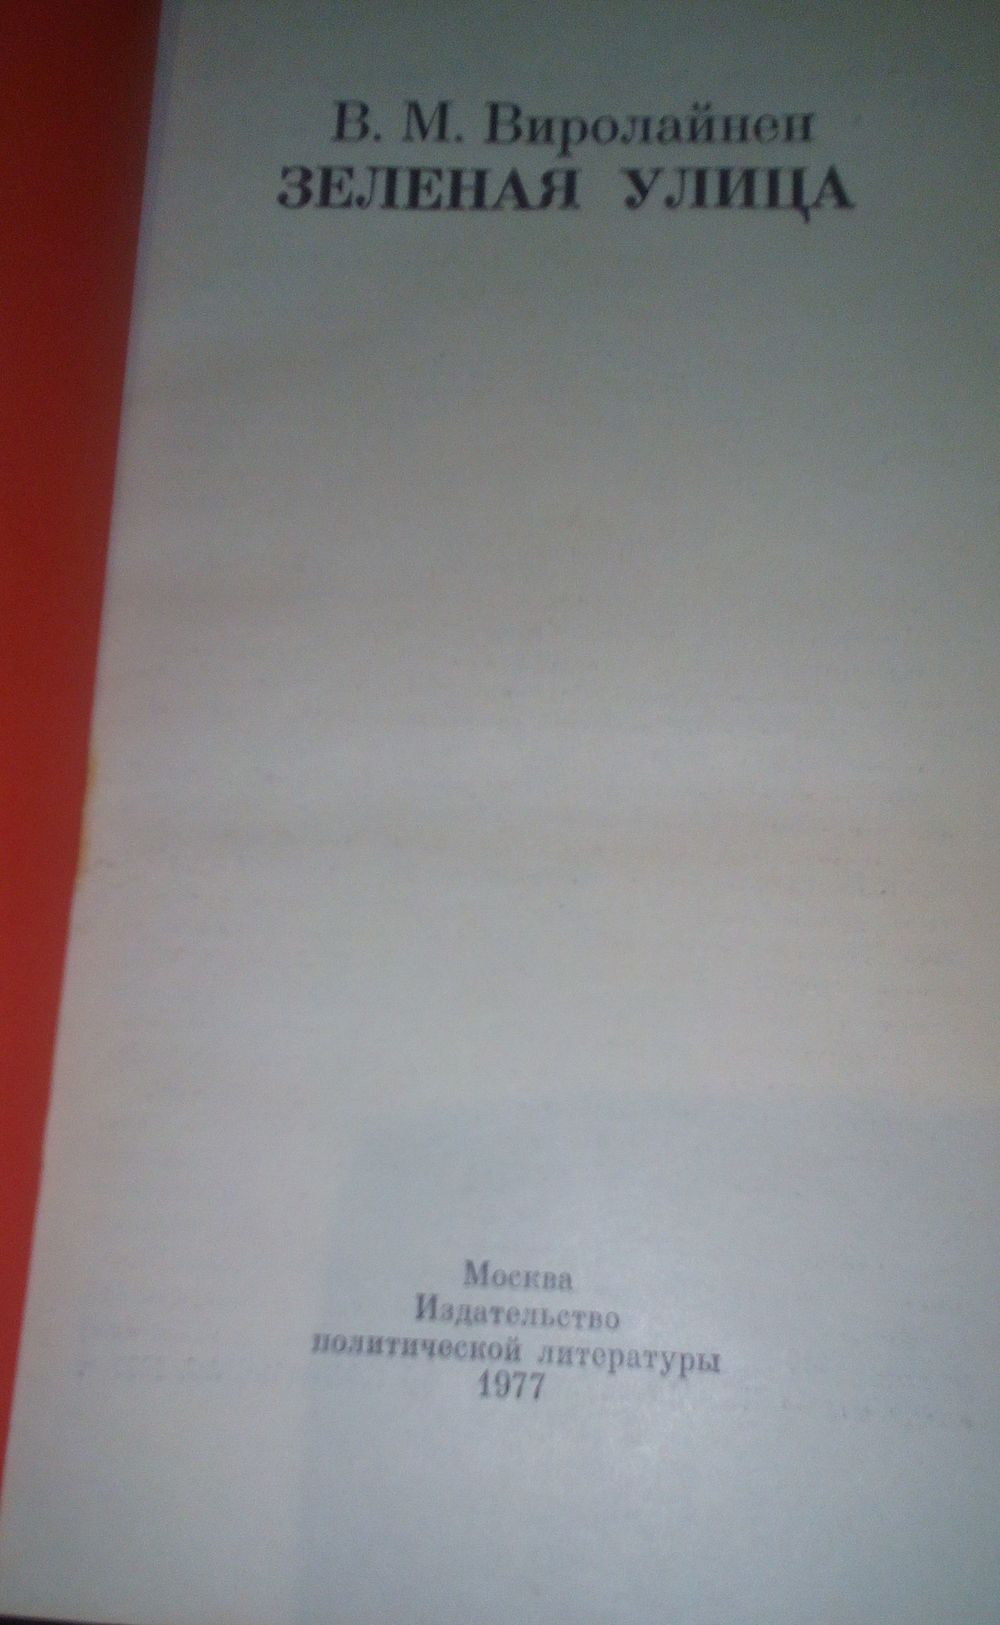 В. М. Виролайнен
ЗЕЛЕНАЯ УЛИЦА
Москва
Издательство
политической литературы
1977